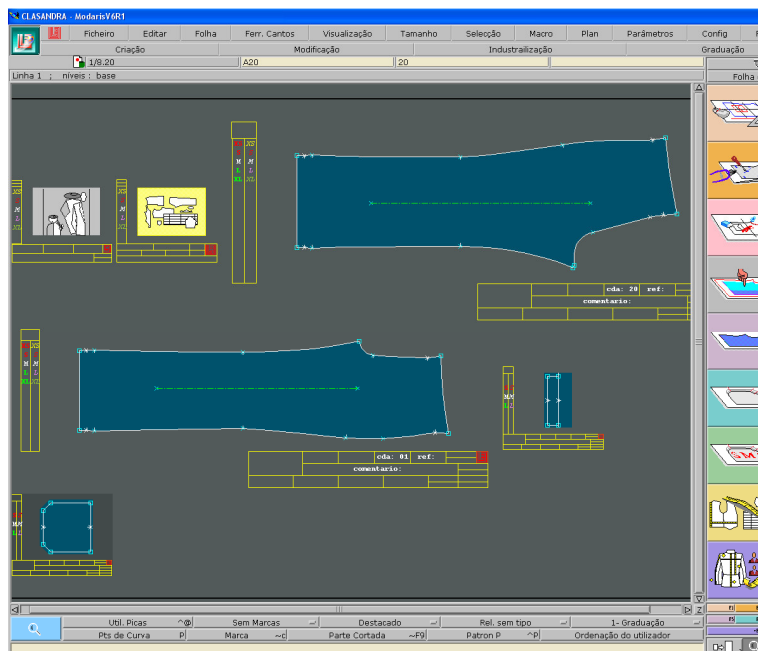 CLASANDRA - ModarisV6R1
Ficheiro Editar Folha Ferr. Cantos Visualização Tamanho Selecção Macro Plan Parámetros Config
Criação Modificação Industrailização Graduação
1/8.20 A20 20
Linha 1 ; níveis : base Folha
XS
M M
L L
XL XL
cda: 20 ref:
comentario:
cda: 01 ref:
comentario:
Util. Picas ^@ Sem Marcas Destacado Rel. sem tipo 1- Graduação
Pts de Curva P Marca ~c Parte Cortada ~F9 Patron P ^P Ordenação do utilizador